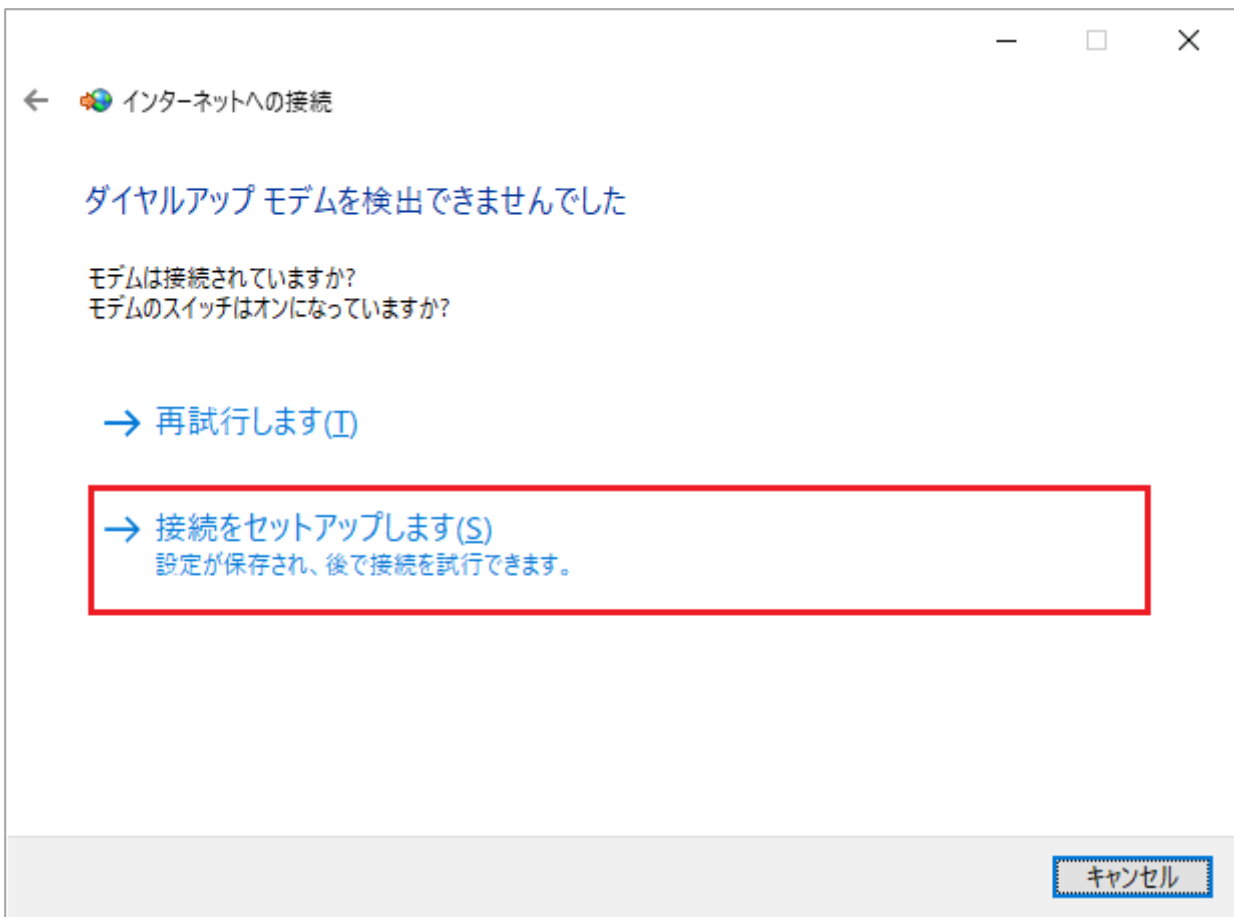 インターネットへの接続
ダイヤルアップ モデムを検出できませんでした
モデムは接続されていますか?
モデムのスイッチはオンになっていますか?
再試行します(T)
接続をセットアップします(S)
設定が保存され、後で接続を試行できます。
キャンセル